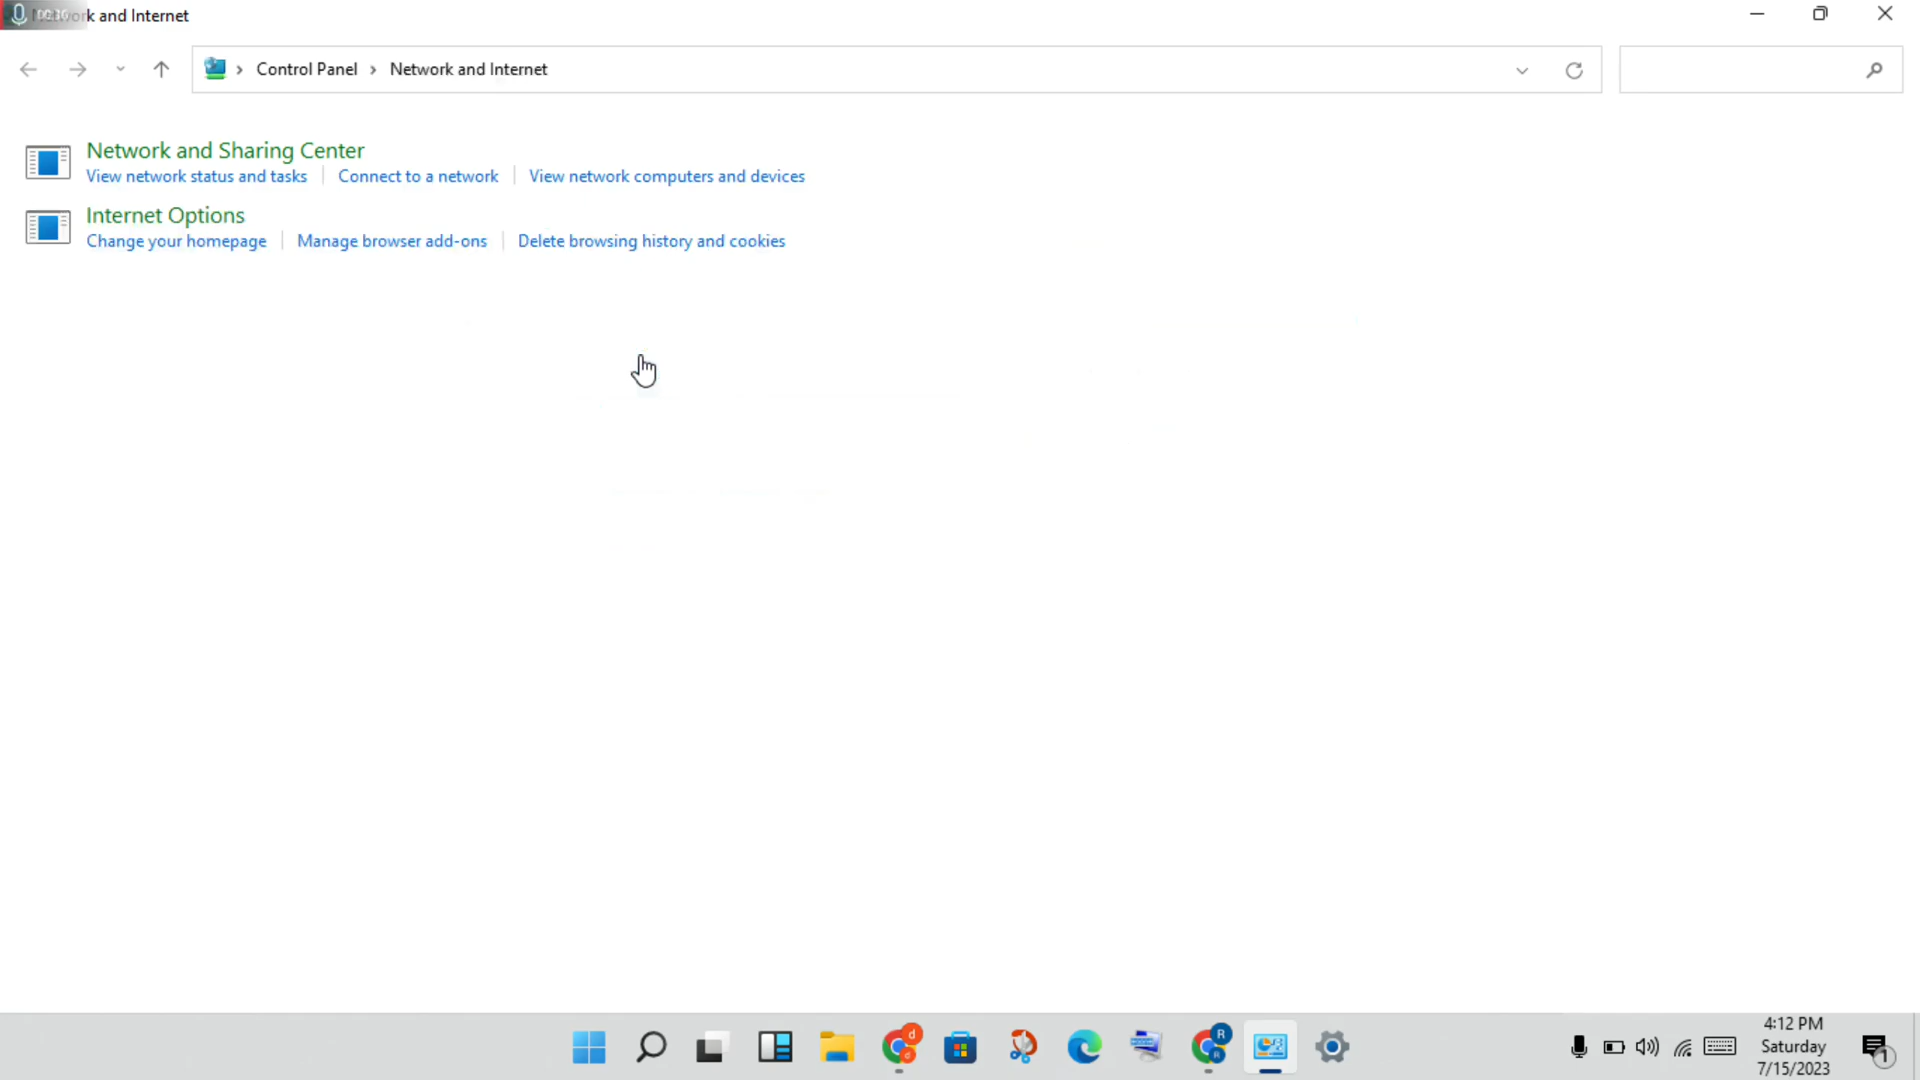 k and Internet
Control Panel > Network and Internet
Network and Sharing Center
View network status and tasks
Connect to a network
View network computers and devices
Internet Options
Change your homepage
Manage browser add-ons
Delete browsing history and cookies
d
d
R
R
4:12 PM
Saturday
7/15/2023
1